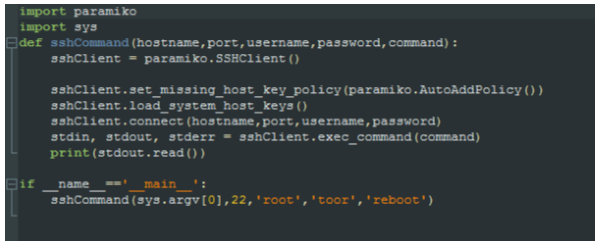 import paramiko
import sys
def sshCommand(hostname,port,username,password,command):
    sshClient = paramiko.SSHClient()
    sshClient.set_missing_host_key_policy(paramiko.AutoAddPolicy())
    sshClient.load_system_host_keys()
    sshClient.connect(hostname,port,username,password)
    stdin, stdout, stderr = sshClient.exec_command(command)
    print(stdout.read())
if __name__=='__main__':
    sshCommand(sys.argv[0],22,'root','toor','reboot')